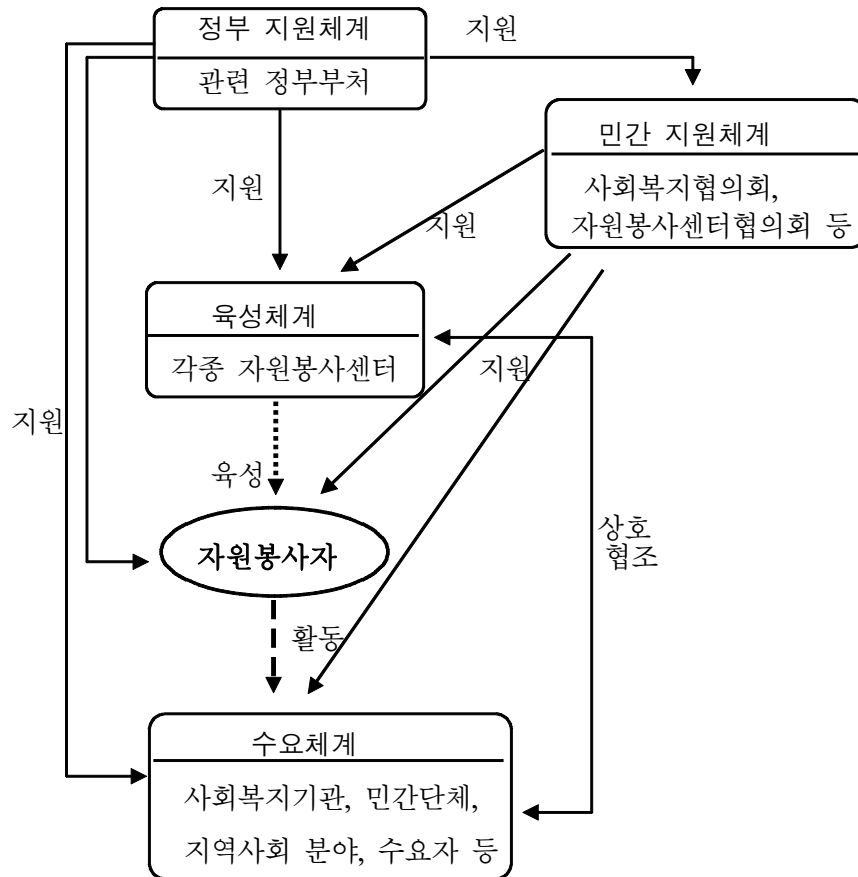 정부 지원체계
지원
관련 정부부처
민간 지원체계
사회복지협의회,
자원봉사센터협의회 등
지원
지원
육성체계
각종 자원봉사센터
지원
지원
육성
자원봉사자
상호
협조
활동
수요체계
사회복지기관, 민간단체,
지역사회 분야, 수요자 등